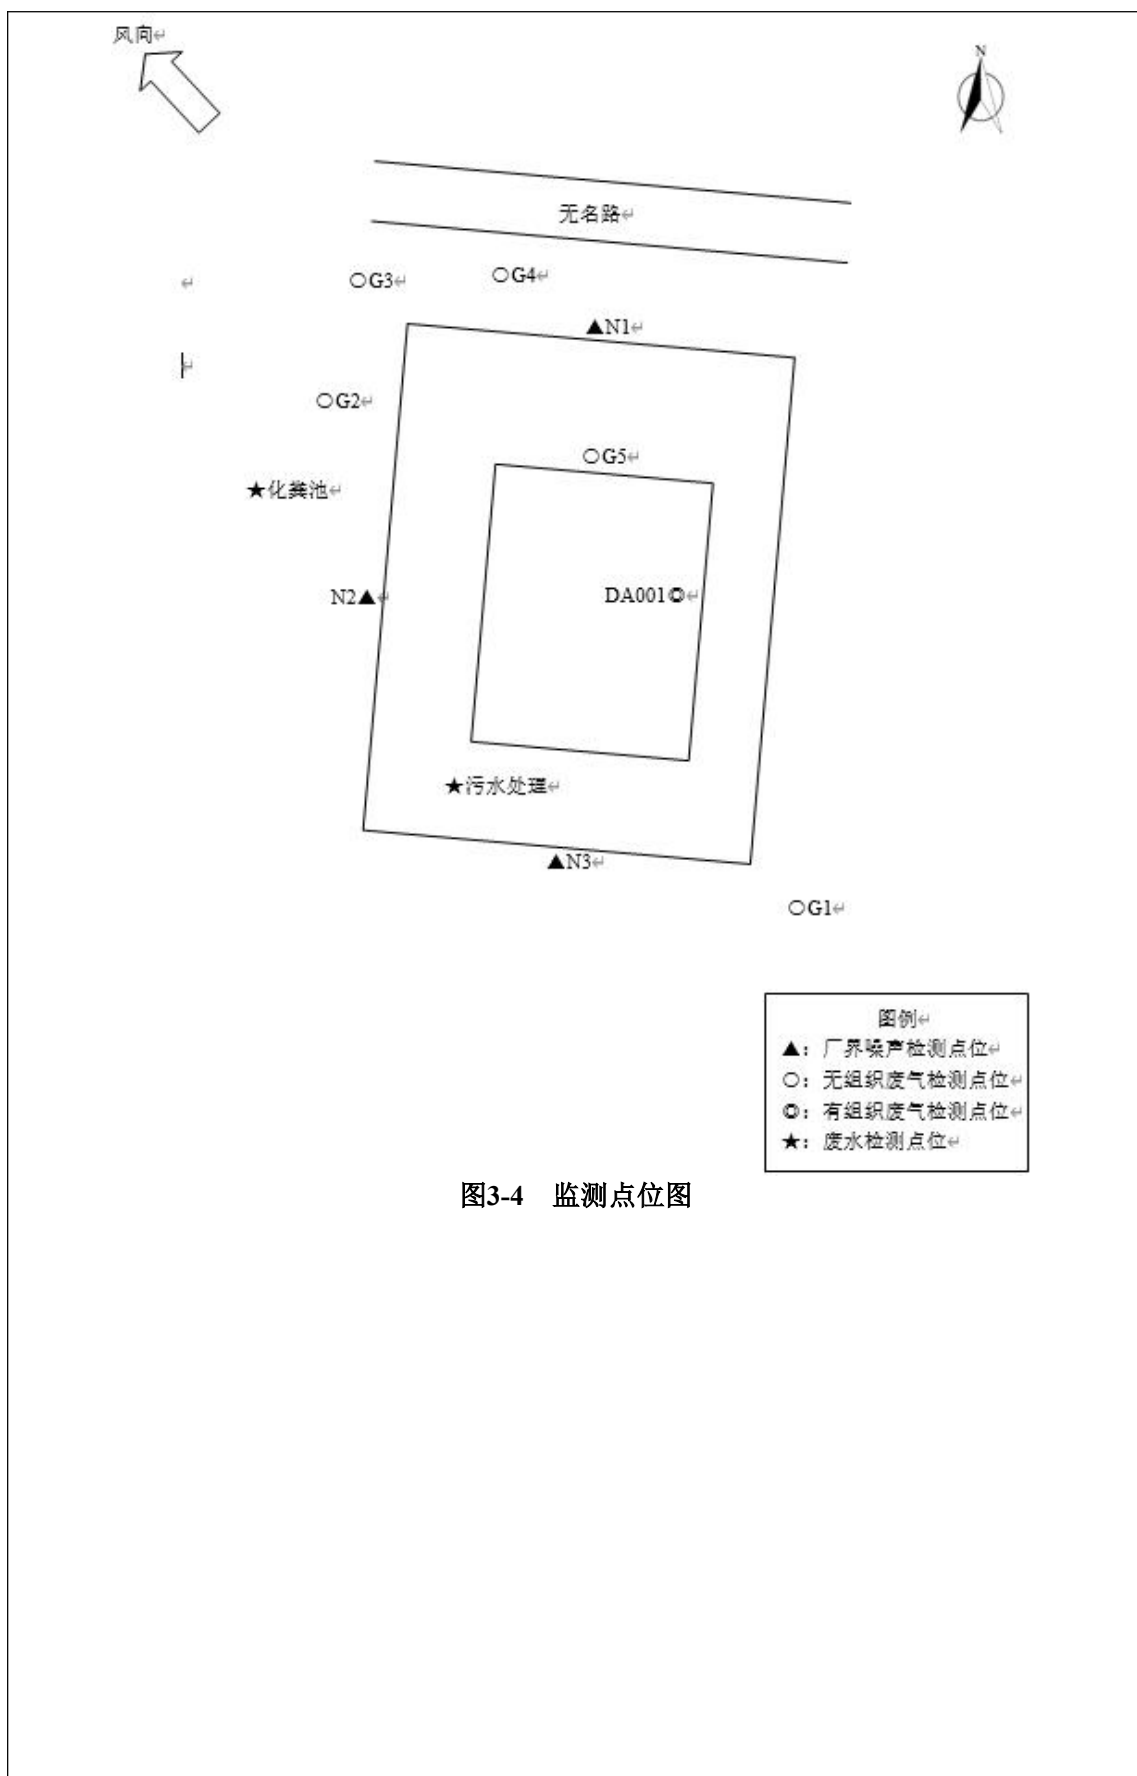 风向
N
无名路
○G3
○G4
▲N1
○G2
○G5
★化粪池
N2▲
DA001◎
★污水处理
▲N3
○G1
图例
▲：厂界噪声检测点位
○：无组织废气检测点位
◎：有组织废气检测点位
★：废水检测点位
图3-4 监测点位图